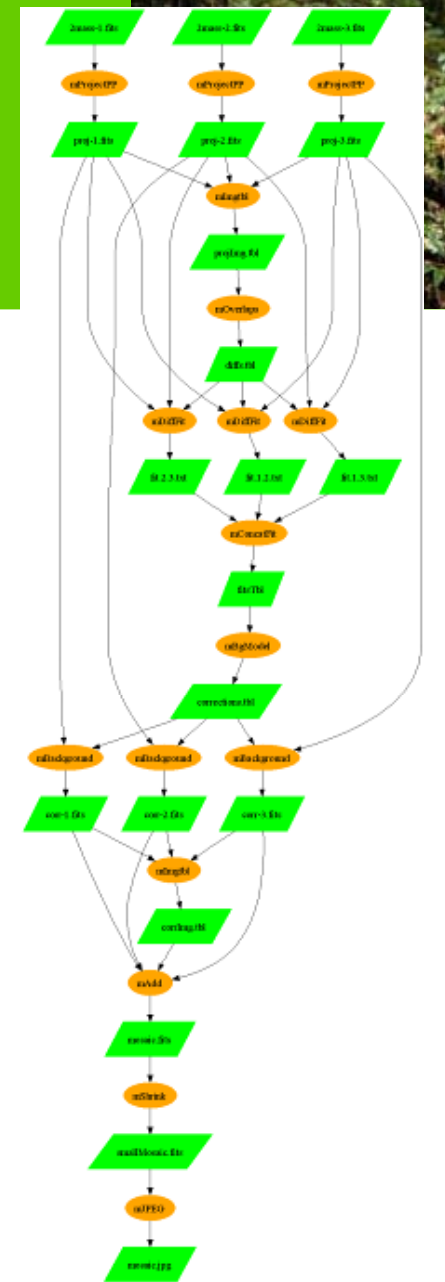 2mass-1.fits 2mass-2.fits 2mass-3.fits
mProjectPP mProjectPP mProjectPP
proj-1.fits proj-2.fits proj-3.fits
mImgtbl
projImg.tbl
mOverlaps
diffs.tbl
mDiffFit mDiffFit mDiffFit
fit.2.3.txt fit.1.2.txt fit.1.3.txt
mConcatFit
fits.tbl
mBgModel
corrections.tbl
mBackground mBackground mBackground
corr-1.fits corr-2.fits corr-3.fits
mImgtbl
corrImg.tbl
mAdd
mosaic.fits
mShrink
smallMosaic.fits
mJPEG
mosaic.jpg